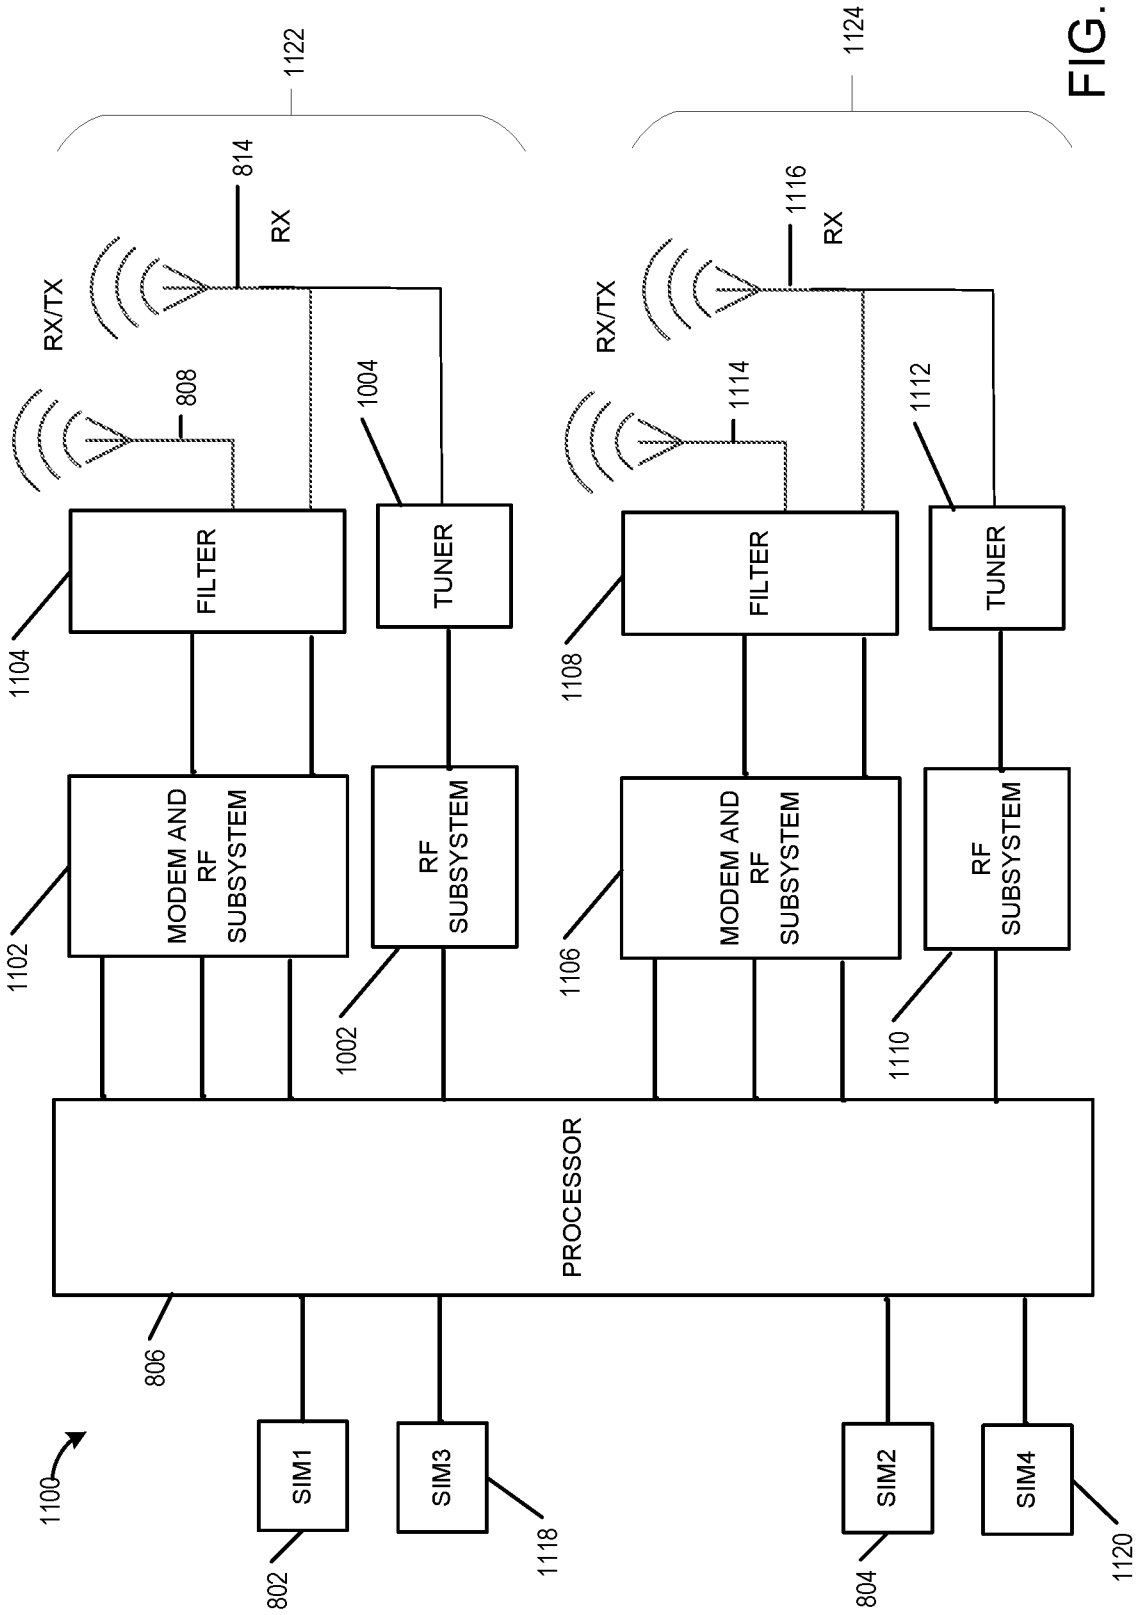 1100
802
SIM1
1118
SIM3
804
SIM2
1120
SIM4
806
PROCESSOR
1102
MODEM AND
RF
SUBSYSTEM
1002
RF
SUBSYSTEM
1104
FILTER
1004
TUNER
808
RX/TX
814
RX
1122
1106
MODEM AND
RF
SUBSYSTEM
1110
RF
SUBSYSTEM
1108
FILTER
1112
TUNER
1114
RX/TX
1116
RX
1124
FIG.